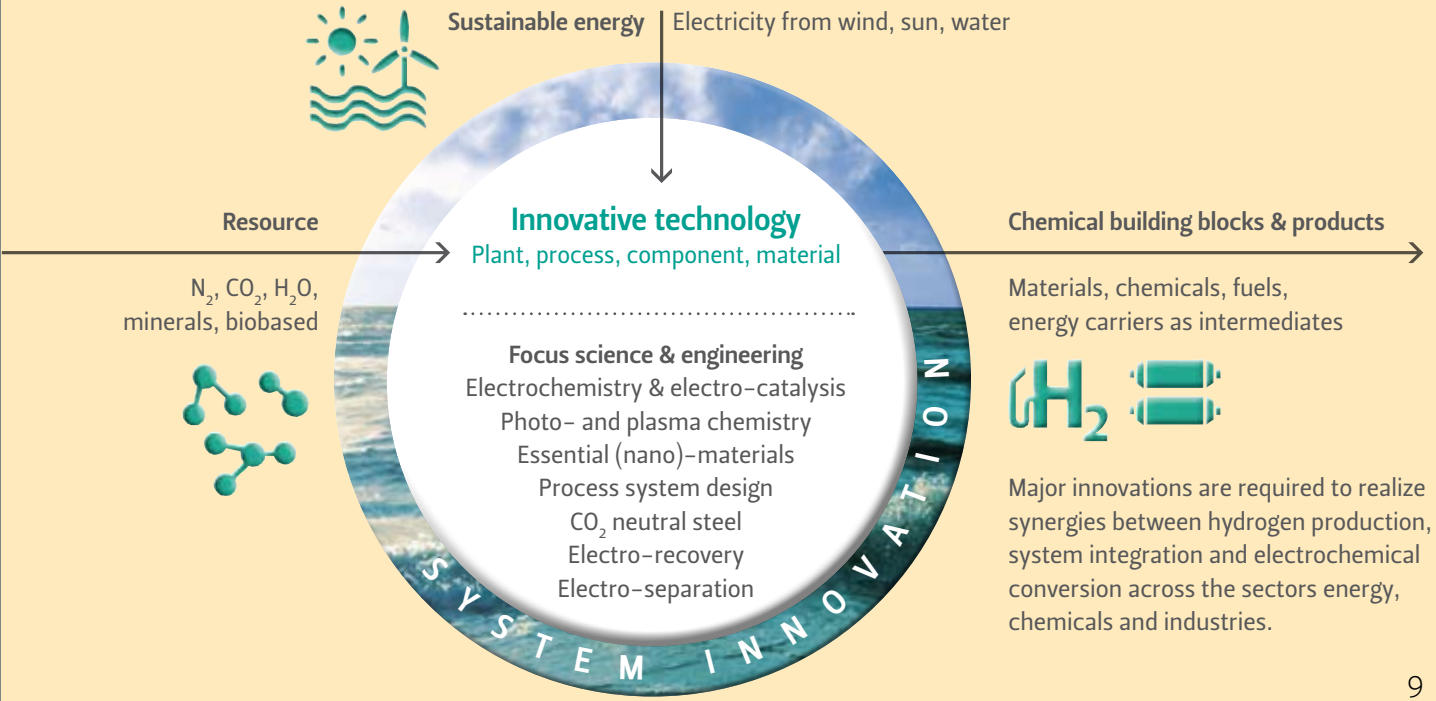 Sustainable energy
Electricity from wind, sun, water
Resource
N₂, CO₂, H₂O,
minerals, biobased
Innovative technology
Plant, process, component, material
Focus science & engineering
Electrochemistry & electro-catalysis
Photo- and plasma chemistry
Essential (nano)-materials
Process system design
CO₂ neutral steel
Electro-recovery
Electro-separation
SYSTEM INNOVATION
Chemical building blocks & products
Materials, chemicals, fuels,
energy carriers as intermediates
H₂
Major innovations are required to realize
synergies between hydrogen production,
system integration and electrochemical
conversion across the sectors energy,
chemicals and industries.
9